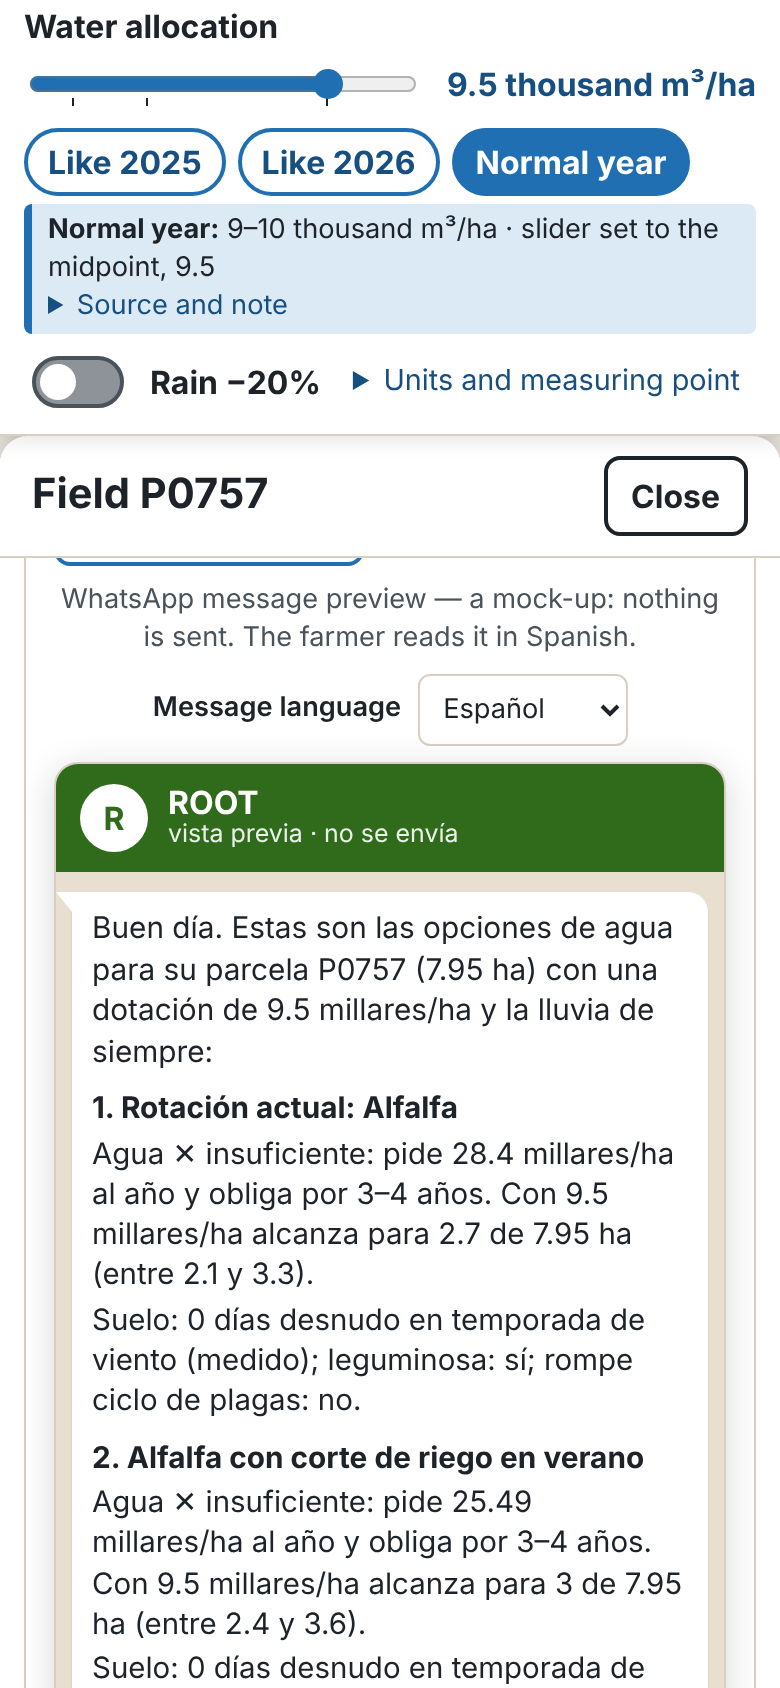 Water allocation
9.5 thousand m³/ha
Like 2025
Like 2026
Normal year
Normal year: 9–10 thousand m³/ha · slider set to the
midpoint, 9.5
▶ Source and note
Rain −20%
▶ Units and measuring point
Field P0757
Close
WhatsApp message preview — a mock-up: nothing
is sent. The farmer reads it in Spanish.
Message language
Español
R
ROOT
vista previa · no se envía
Buen día. Estas son las opciones de agua
para su parcela P0757 (7.95 ha) con una
dotación de 9.5 millares/ha y la lluvia de
siempre:
1. Rotación actual: Alfalfa
Agua ✕ insuficiente: pide 28.4 millares/ha
al año y obliga por 3–4 años. Con 9.5
millares/ha alcanza para 2.7 de 7.95 ha
(entre 2.1 y 3.3).
Suelo: 0 días desnudo en temporada de
viento (medido); leguminosa: sí; rompe
ciclo de plagas: no.
2. Alfalfa con corte de riego en verano
Agua ✕ insuficiente: pide 25.49
millares/ha al año y obliga por 3–4 años.
Con 9.5 millares/ha alcanza para 3 de 7.95
ha (entre 2.4 y 3.6).
Suelo: 0 días desnudo en temporada de